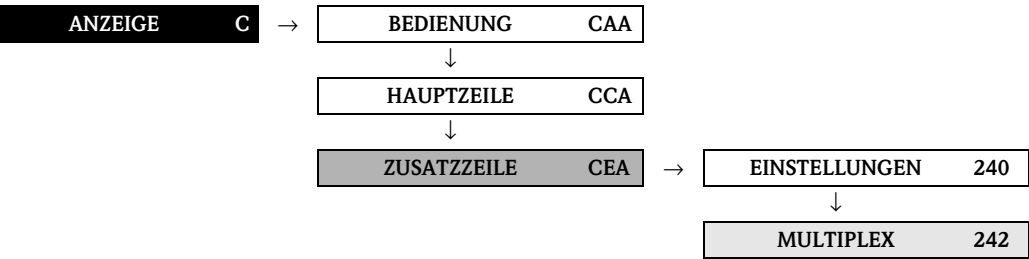 ANZEIGE C → BEDIENUNG CAA
↓
HAUPTZEILE CCA
↓
ZUSATZZEILE CEA → EINSTELLUNGEN 240
↓
MULTIPLEX 242